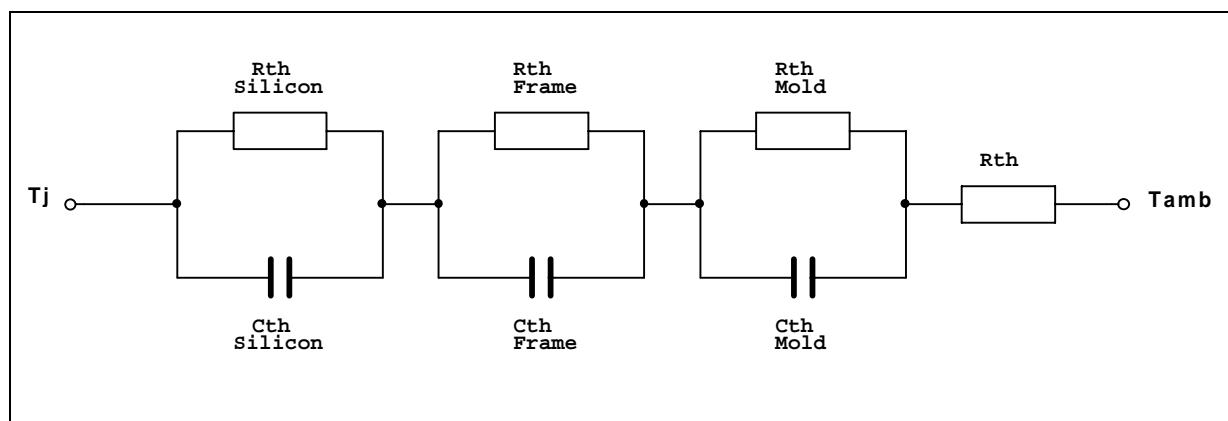 Rth
Silicon
Rth
Frame
Rth
Mold
Rth
Tj
Tamb
Cth
Silicon
Cth
Frame
Cth
Mold